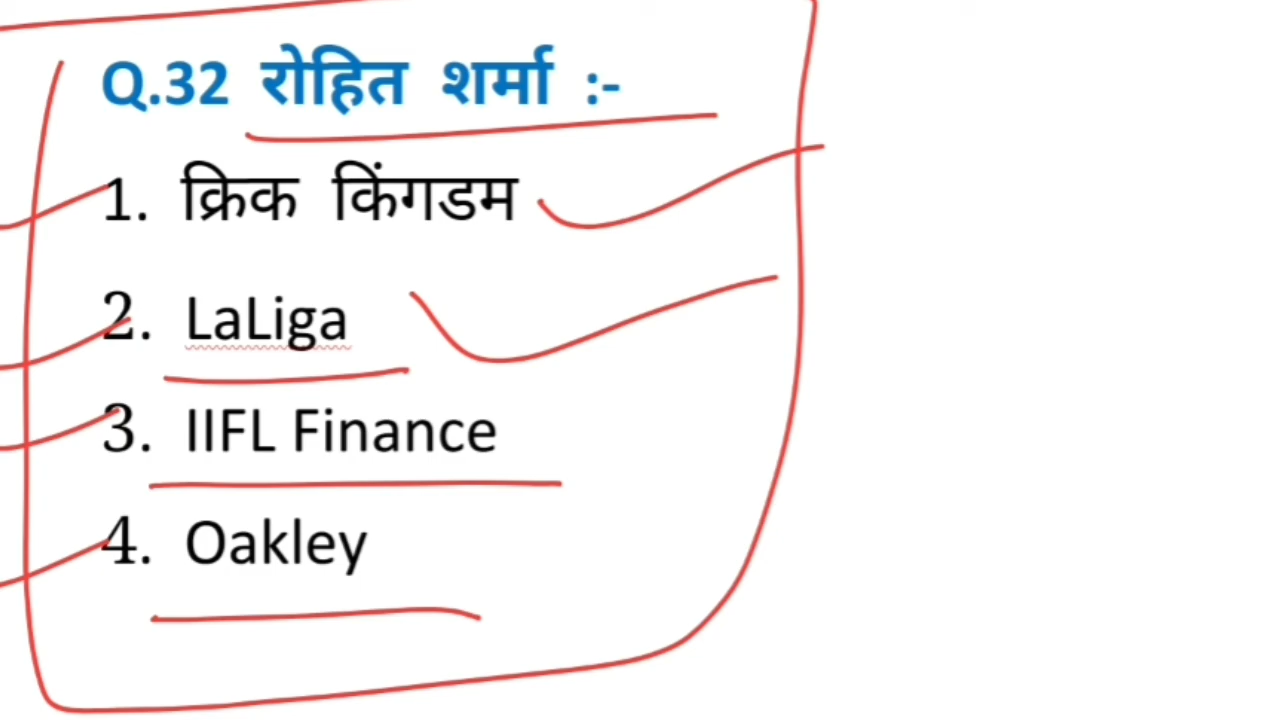 Q.32 रोहित शर्मा :-
1. क्रिक किंगडम
2. LaLiga
3. IIFL Finance
4. Oakley